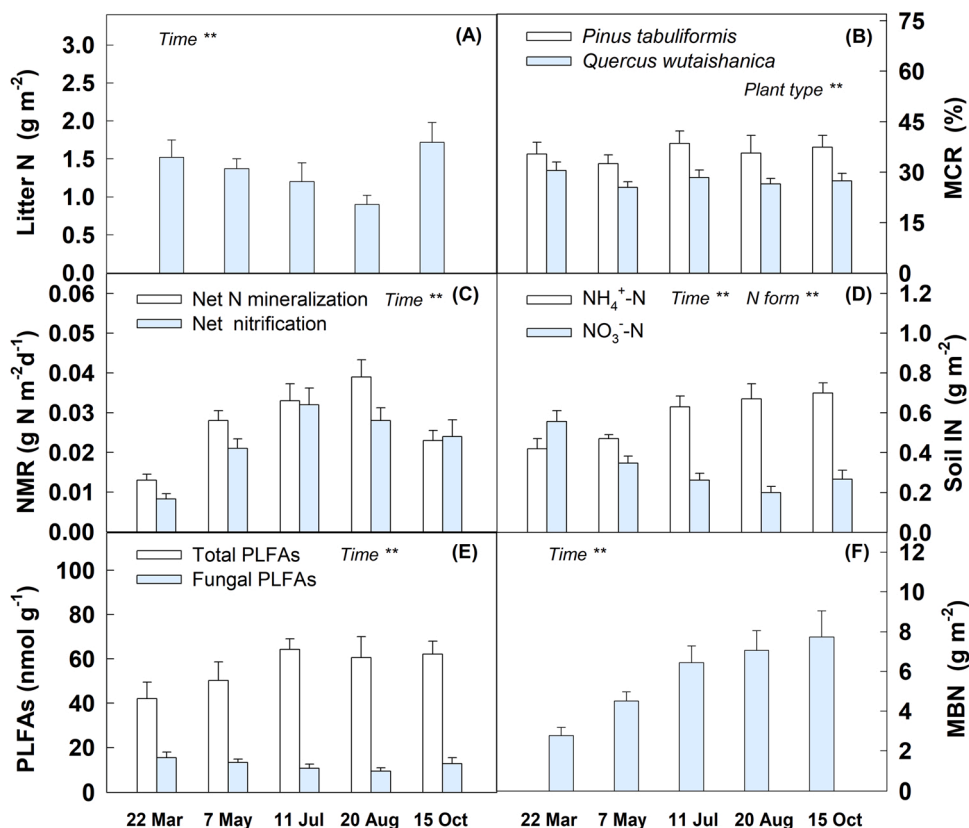 Time **
(A)
Litter N (g m⁻²)
3.0
2.5
2.0
1.5
1.0
0.5
0.0
(B)
Pinus tabuliformis
Quercus wutaishanica
Plant type **
MCR (%)
75
60
45
30
15
0
Net N mineralization
Net nitrification
Time **
(C)
NMR (g N m⁻²d⁻¹)
0.06
0.05
0.04
0.03
0.02
0.01
0.00
NH₄⁺-N
NO₃⁻-N
Time **
N form **
(D)
Soil IN (g m⁻²)
1.2
1.0
0.8
0.6
0.4
0.2
0.0
Total PLFAs
Fungal PLFAs
Time **
(E)
PLFAs (nmol g⁻¹)
100
80
60
40
20
0
22 Mar
7 May
11 Jul
20 Aug
15 Oct
Time **
(F)
MBN (g m⁻²)
12
10
8
6
4
2
0
22 Mar
7 May
11 Jul
20 Aug
15 Oct